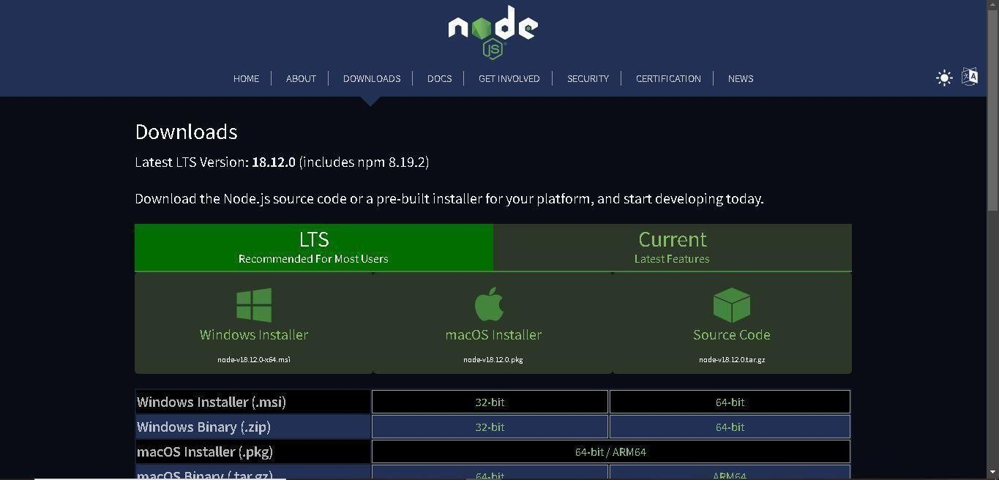 node
JS
HOME ABOUT DOWNLOADS DOCS GET INVOLVED SECURITY CERTIFICATION NEWS
Downloads
Latest LTS Version: 18.12.0 (includes npm 8.19.2)
Download the Node.js source code or a pre-built installer for your platform, and start developing today.
LTS Current
Recommended For Most Users Latest Features
Windows Installer macOS Installer Source Code
node-v18.12.0-x64.msi node-v18.12.0.pkg node-v18.12.0.tar.gz
Windows Installer (.msi) 32-bit 64-bit
Windows Binary (.zip) 32-bit 64-bit
macOS Installer (.pkg) 64-bit / ARM64
macOS Binary (.tar.gz) 64-bit ARM64